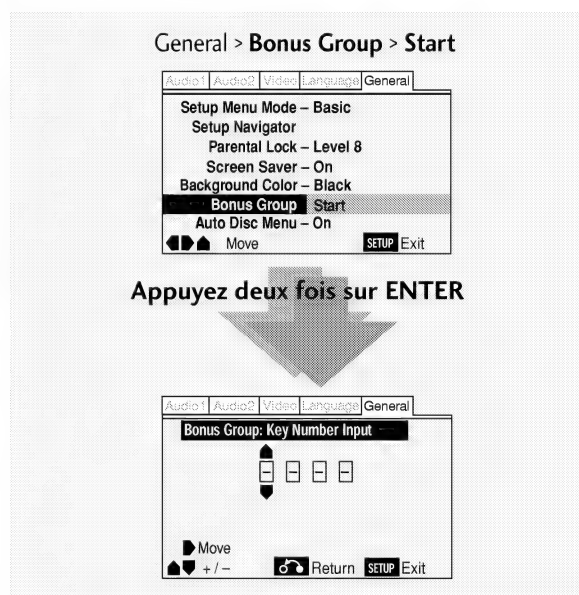 General > Bonus Group > Start
Audio1 Audio2 Video Language General
Setup Menu Mode – Basic
Setup Navigator
Parental Lock – Level 8
Screen Saver – On
Background Color – Black
Bonus Group Start
Auto Disc Menu – On
Move SETUP Exit
Appuyez deux fois sur ENTER
Audio1 Audio2 Video Language General
Bonus Group: Key Number Input
– – – –
Move
+ / – Return SETUP Exit